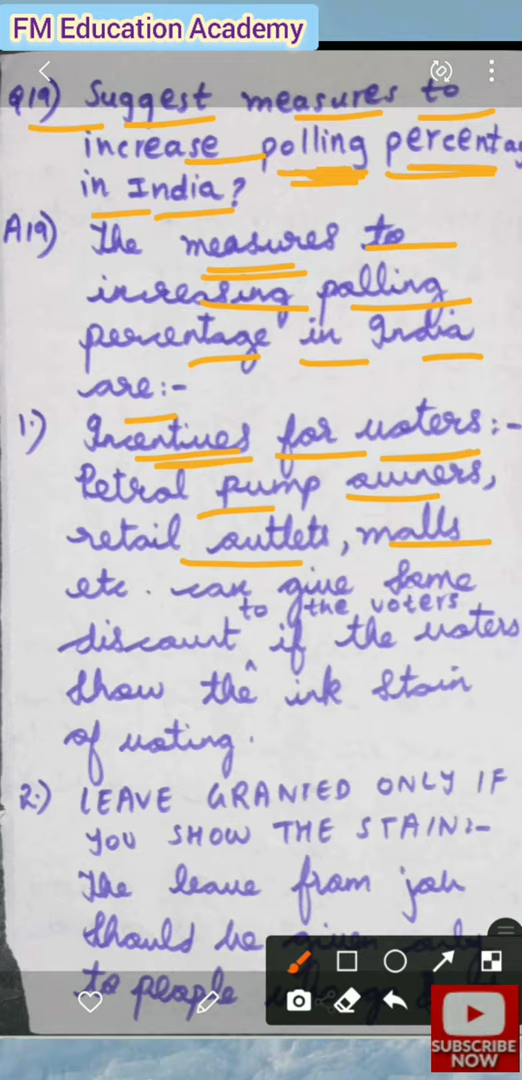 FM Education Academy
Q19) Suggest measures to
increase polling percentag
in India?
A19) The measures to
increasing polling
percentage in India
are:-
1.) Incentives for voters:-
Petrol pump owners,
retail outlets, malls
etc. can give some
to the voters
discount ^ if the voters
show the ink stain
of voting.
2.) LEAVE GRANTED ONLY IF
YOU SHOW THE STAIN:-
The leave from job
should be given only
to people
SUBSCRIBE
NOW